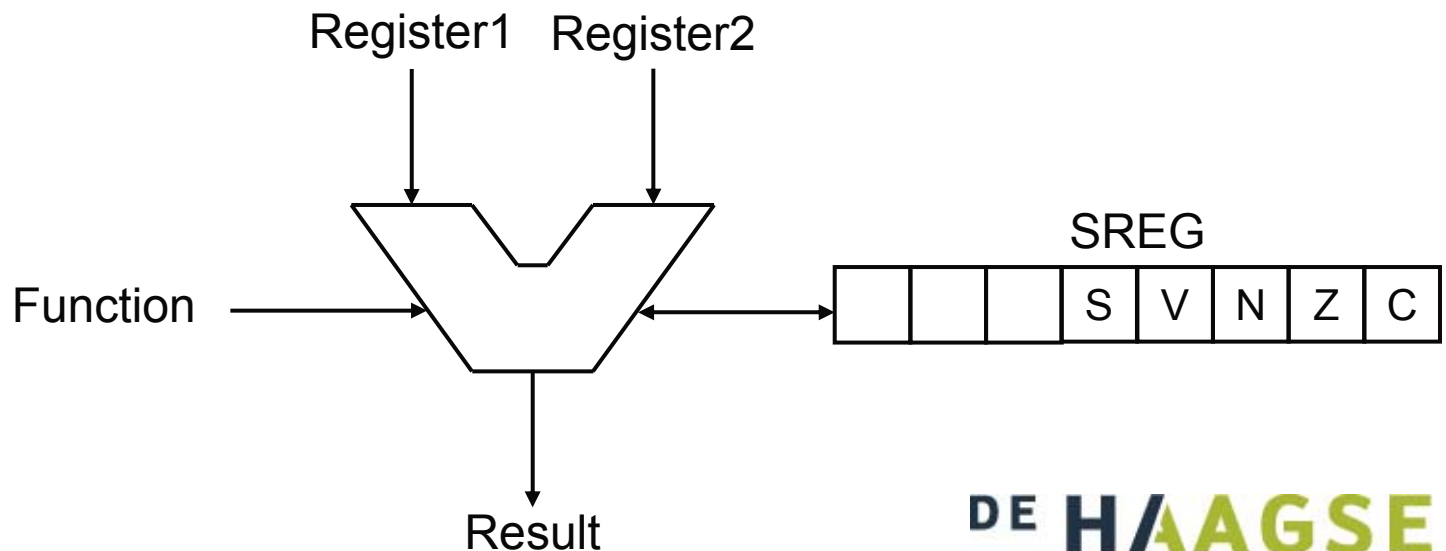 Register1 Register2
SREG
Function
S V N Z C
Result
DE HAAGSE